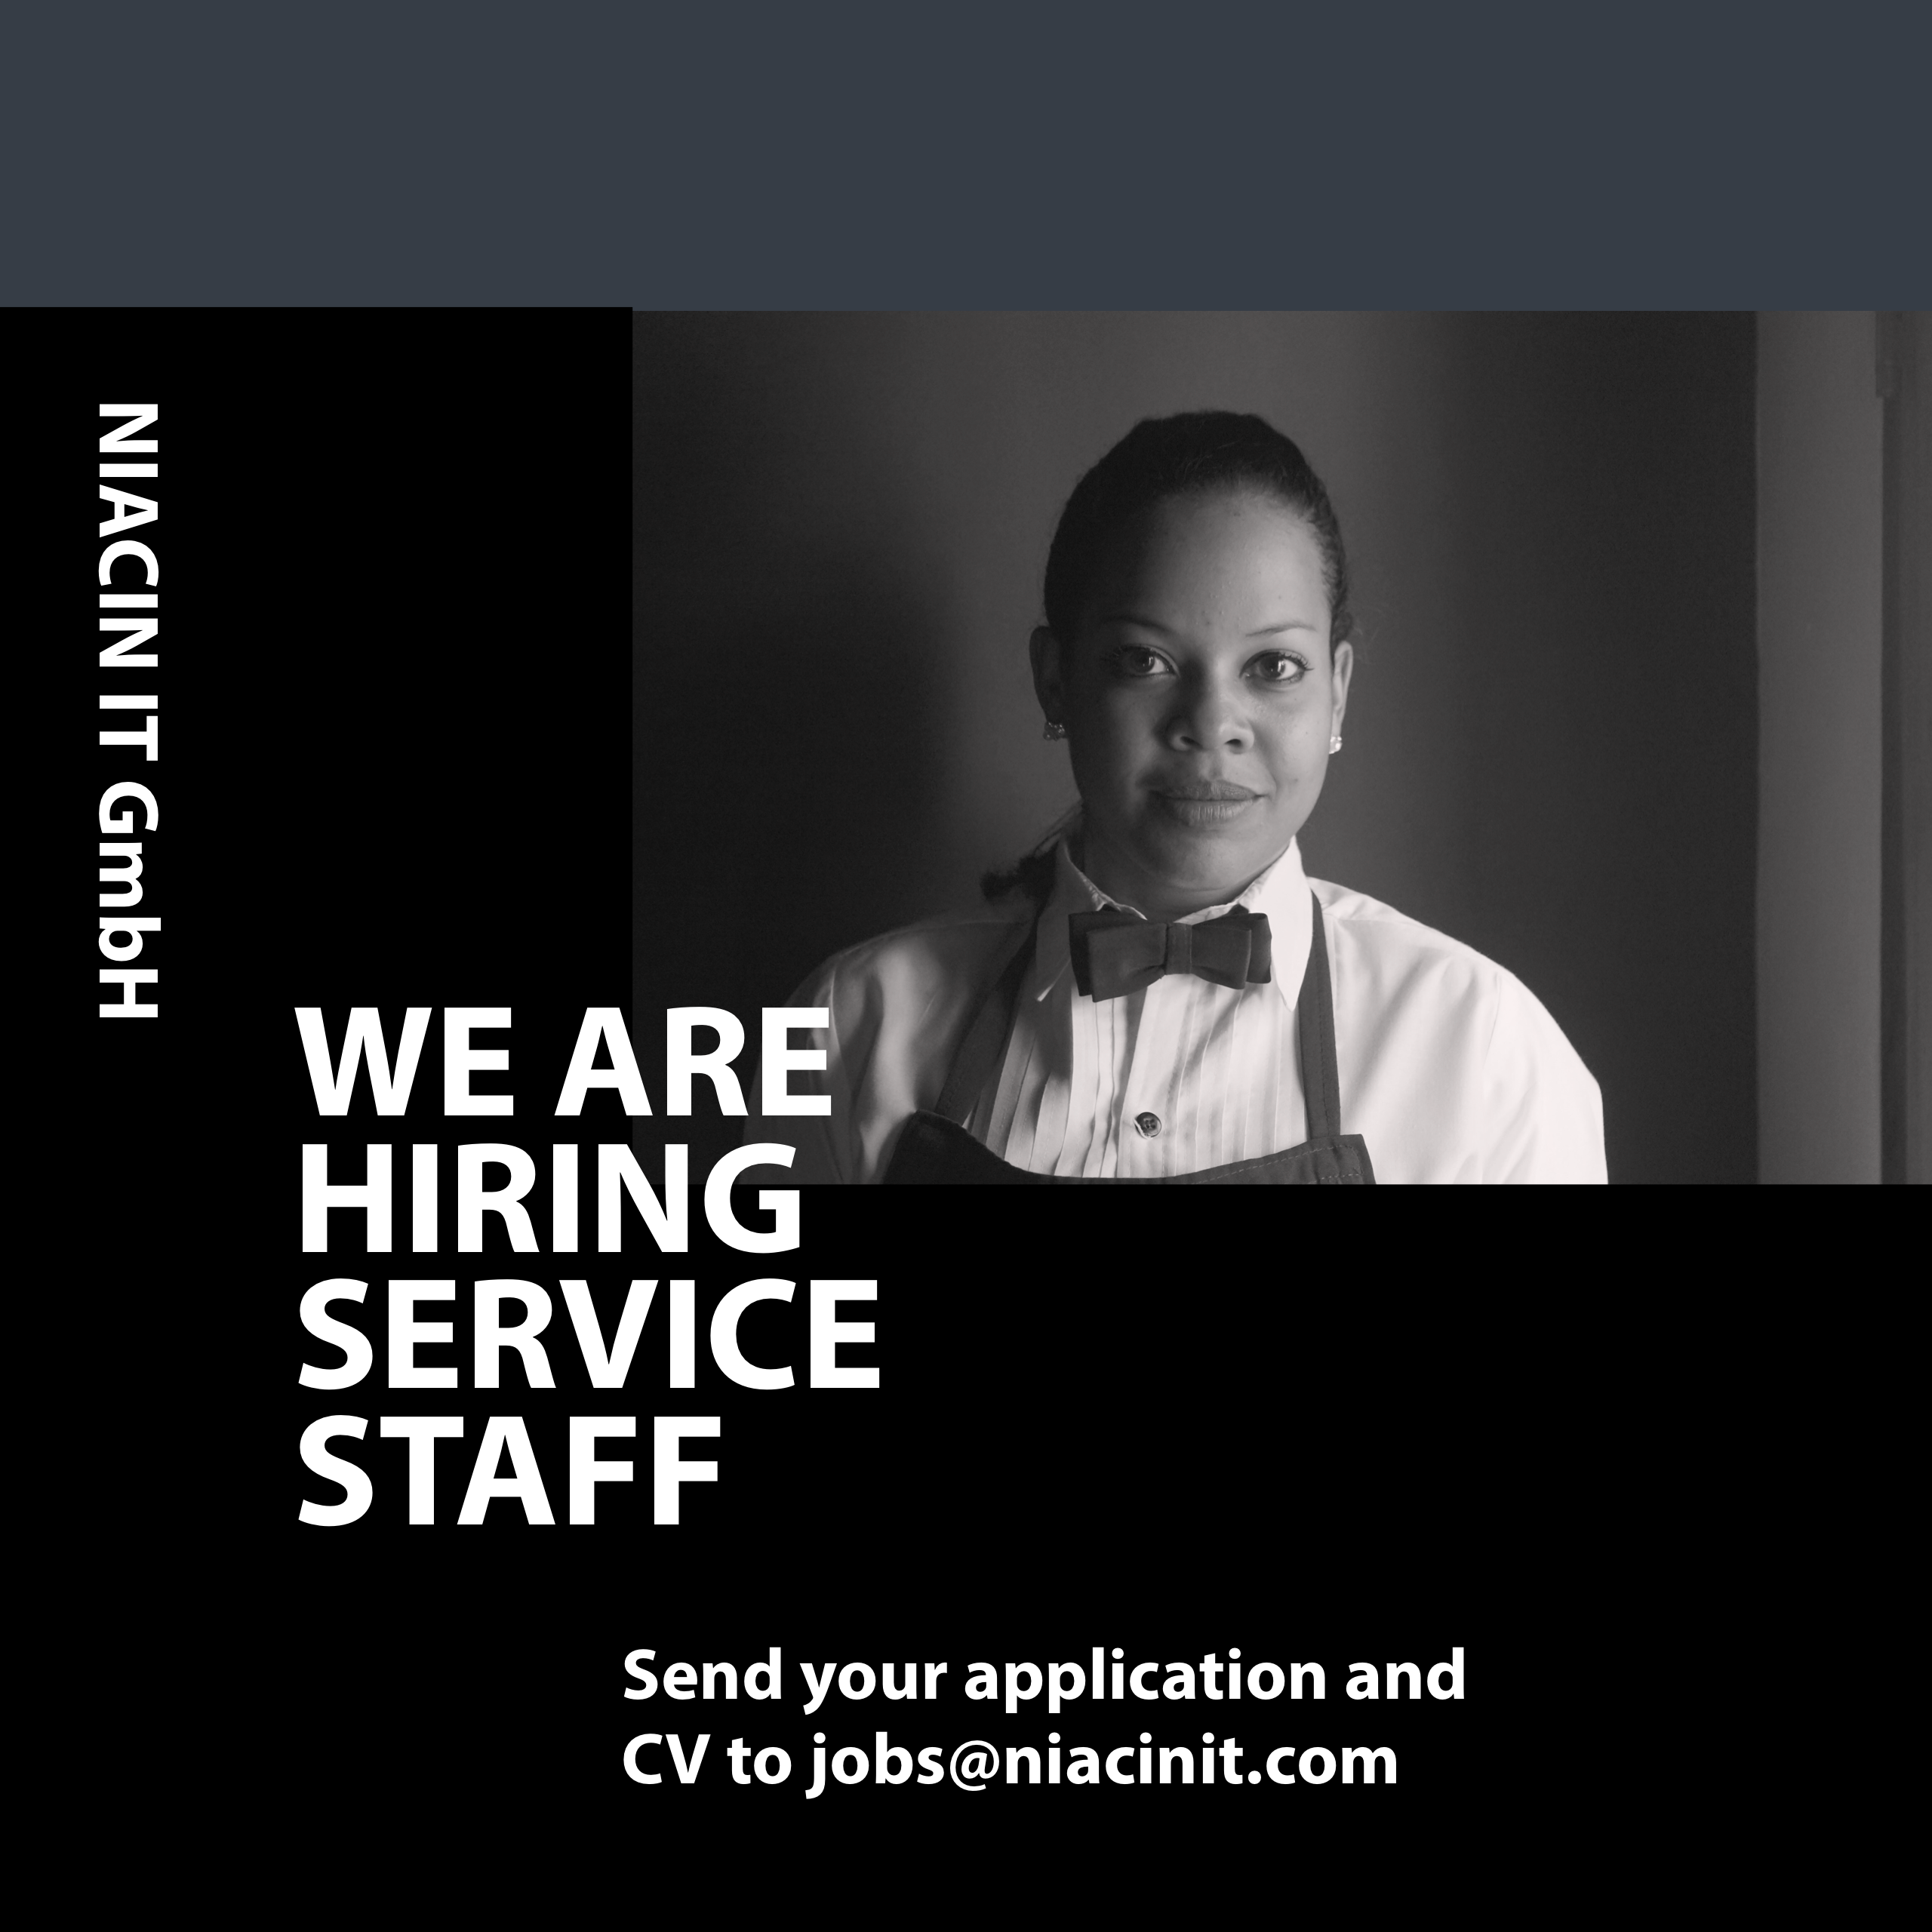 NIACIN IT GmbH
WE ARE
HIRING
SERVICE
STAFF
Send your application and
CV to jobs@niacinit.com